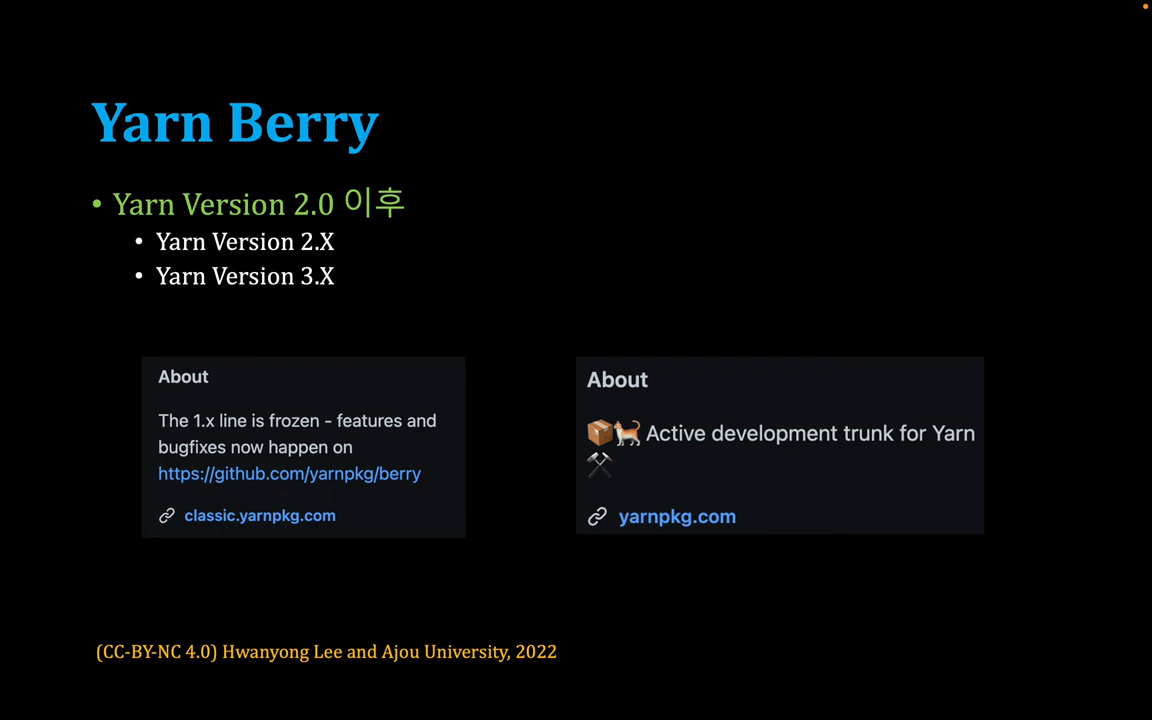 Yarn Berry
• Yarn Version 2.0 이후
• Yarn Version 2.X
• Yarn Version 3.X
About
The 1.x line is frozen - features and
bugfixes now happen on
https://github.com/yarnpkg/berry
classic.yarnpkg.com
About
📦🐈 Active development trunk for Yarn
⚒
yarnpkg.com
(CC-BY-NC 4.0) Hwanyong Lee and Ajou University, 2022